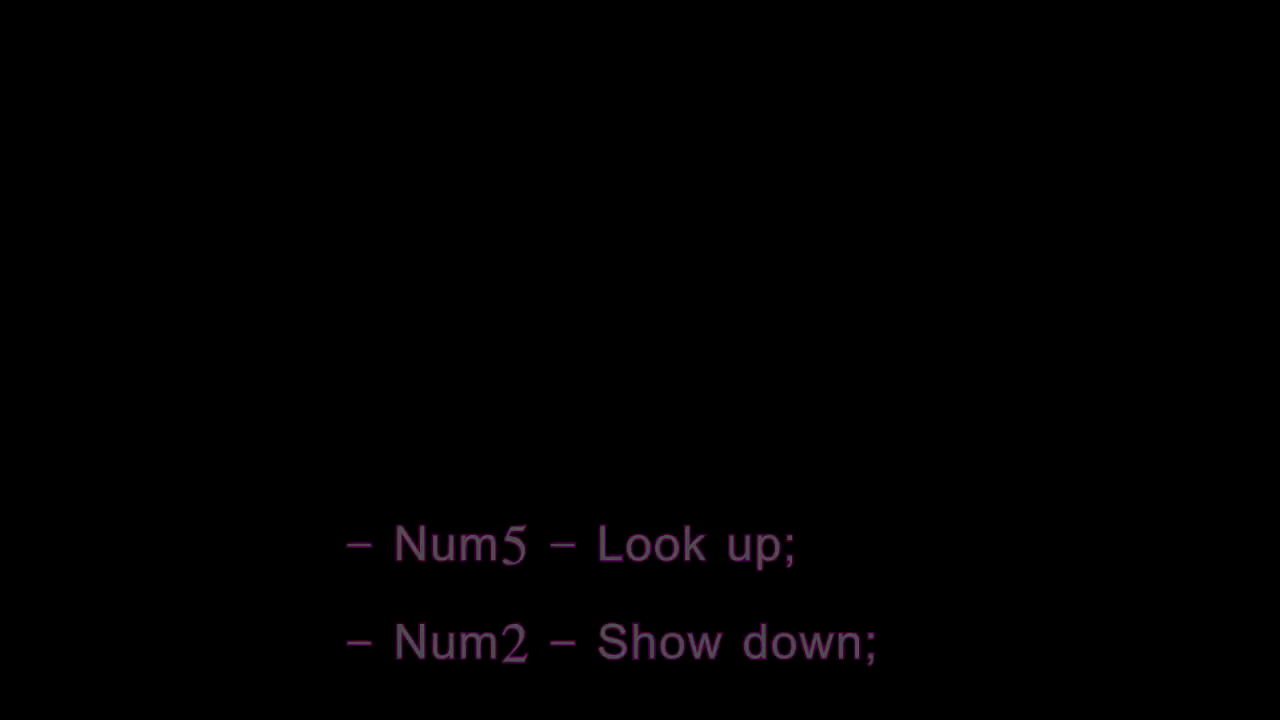 – Num5 – Look up;
– Num2 – Show down;